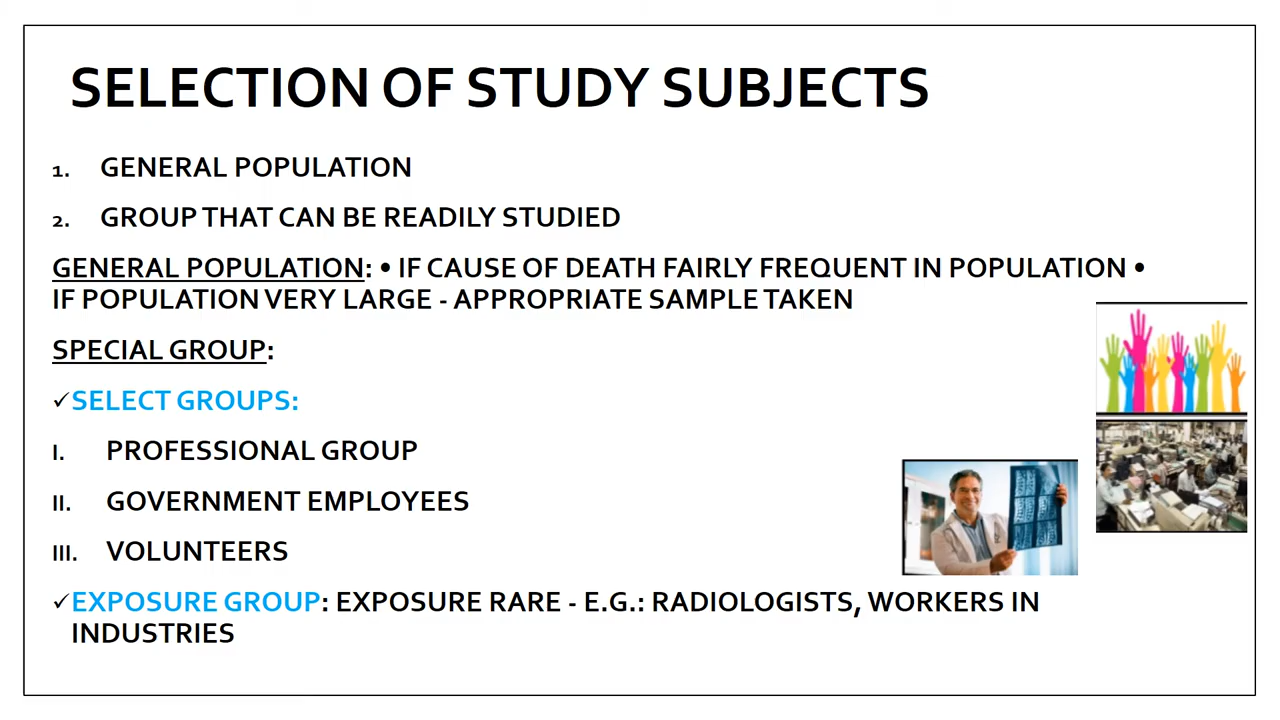 SELECTION OF STUDY SUBJECTS
1. GENERAL POPULATION
2. GROUP THAT CAN BE READILY STUDIED
GENERAL POPULATION: • IF CAUSE OF DEATH FAIRLY FREQUENT IN POPULATION •
IF POPULATION VERY LARGE - APPROPRIATE SAMPLE TAKEN
SPECIAL GROUP:
✓SELECT GROUPS:
I. PROFESSIONAL GROUP
II. GOVERNMENT EMPLOYEES
III. VOLUNTEERS
✓EXPOSURE GROUP: EXPOSURE RARE - E.G.: RADIOLOGISTS, WORKERS IN
INDUSTRIES